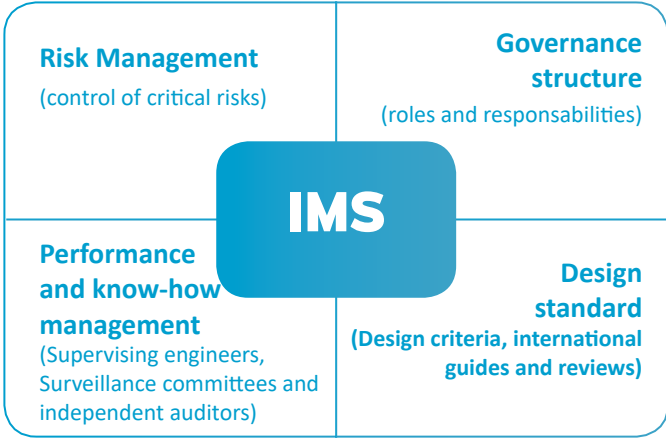 Risk Management
(control of critical risks)
Governance
structure
(roles and responsabilities)
IMS
Performance
and know-how
management
(Supervising engineers,
Surveillance committees and
independent auditors)
Design
standard
(Design criteria, international
guides and reviews)